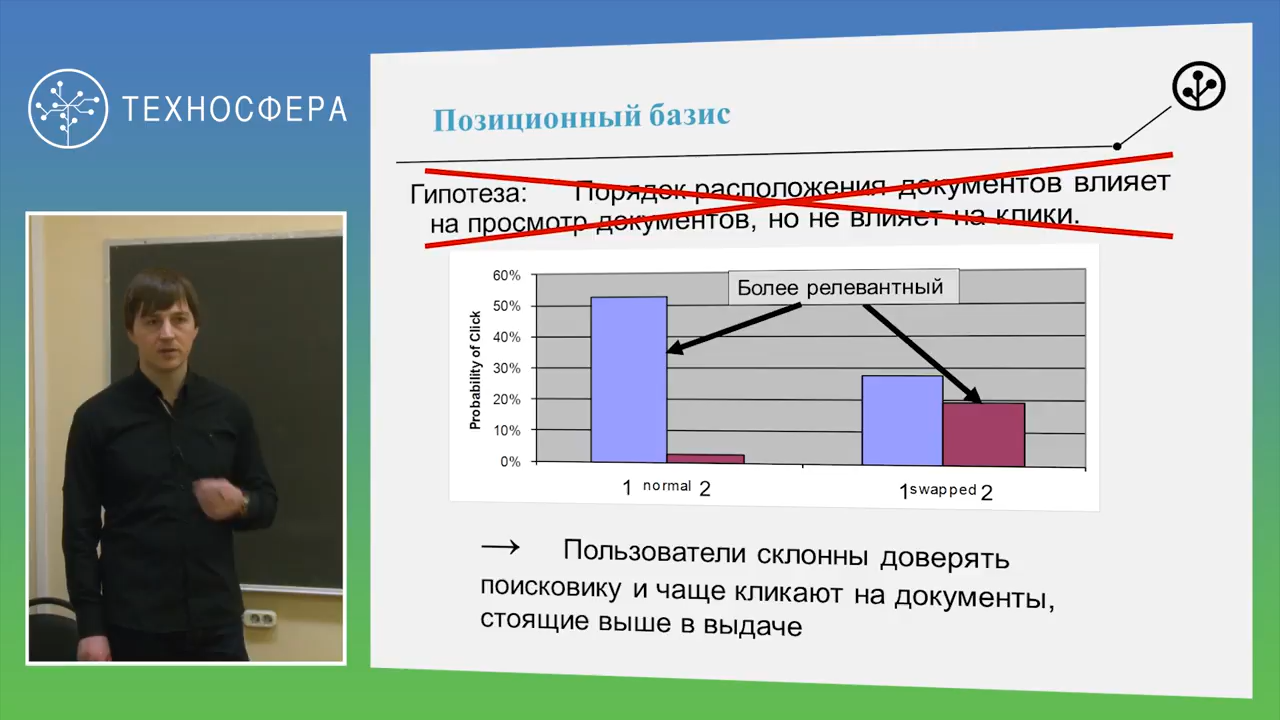 ТЕХНОСФЕРА
Позиционный базис
Гипотеза: Порядок расположения документов влияет
на просмотр документов, но не влияет на клики.
60%
50%
40%
30%
20%
10%
0%
Probability of Click
Более релевантный
1 normal 2
1 swapped 2
→ Пользователи склонны доверять
поисковику и чаще кликают на документы,
стоящие выше в выдаче